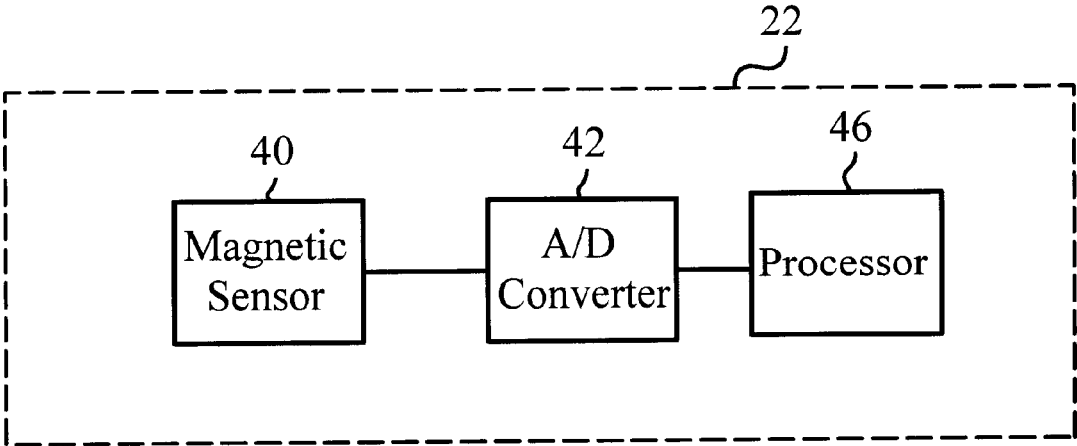 22
40
42
46
Magnetic
Sensor
A/D
Converter
Processor